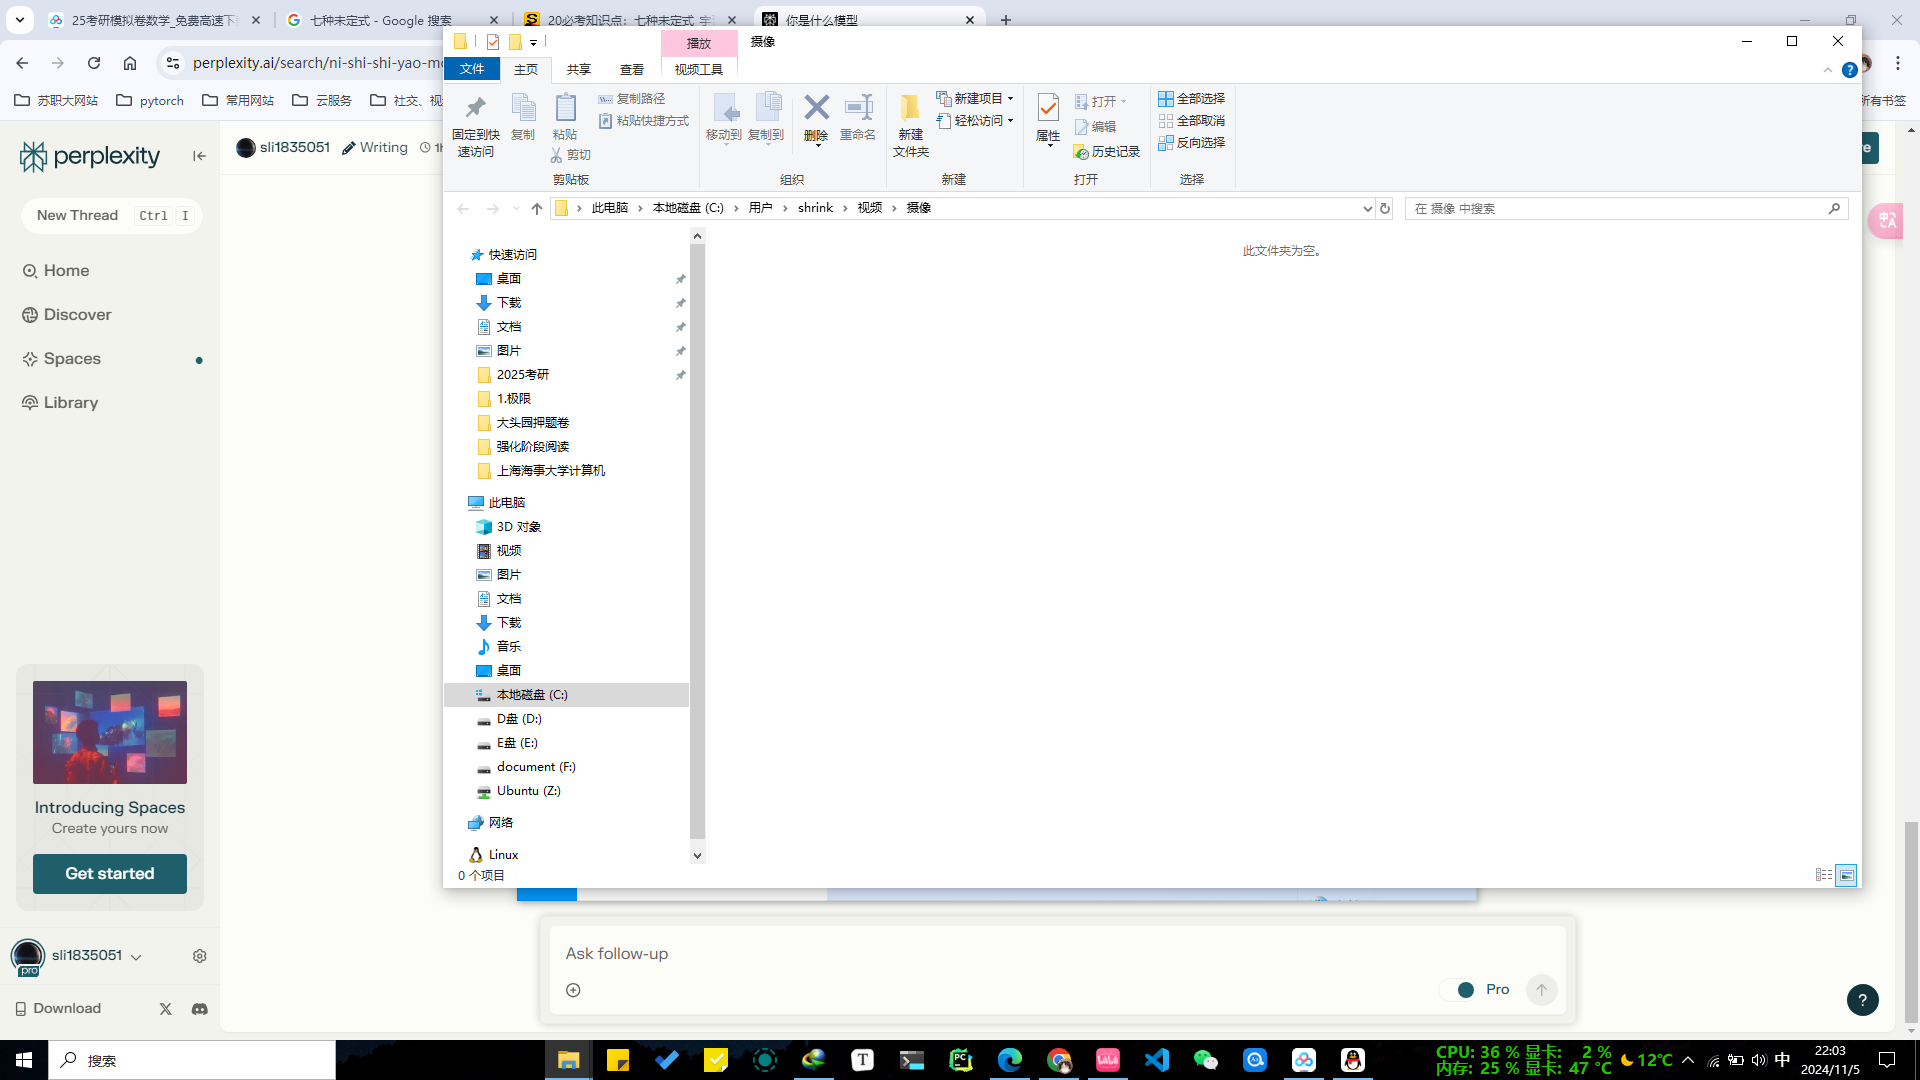 25考研模拟卷数学_免费高速下
七种未定式 - Google 搜索
20必考知识点：七种未定式
你是什么模型
perplexity.ai/search/ni-shi-shi-yao-mo
苏职大网站
pytorch
常用网站
云服务
社交、视
所有书签
播放
摄像
文件
主页
共享
查看
视频工具
固定到快
速访问
复制
粘贴
复制路径
粘贴快捷方式
剪切
剪贴板
移动到
复制到
删除
重命名
组织
新建
文件夹
新建项目
轻松访问
新建
属性
打开
编辑
历史记录
打开
全部选择
全部取消
反向选择
选择
此电脑
本地磁盘 (C:)
用户
shrink
视频
摄像
在 摄像 中搜索
perplexity
sli1835051
Writing
New Thread
Ctrl
I
Home
Discover
Spaces
Library
快速访问
桌面
下载
文档
图片
2025考研
1.极限
大头园押题卷
强化阶段阅读
上海海事大学计算机
此电脑
3D 对象
视频
图片
文档
下载
音乐
桌面
本地磁盘 (C:)
D盘 (D:)
E盘 (E:)
document (F:)
Ubuntu (Z:)
网络
Linux
0 个项目
此文件夹为空。
Introducing Spaces
Create yours now
Get started
sli1835051
pro
Download
Ask follow-up
Pro
?
搜索
CPU: 36 % 显卡: 2 %
内存: 25 % 显卡: 47 °C
12°C
中
22:03
2024/11/5